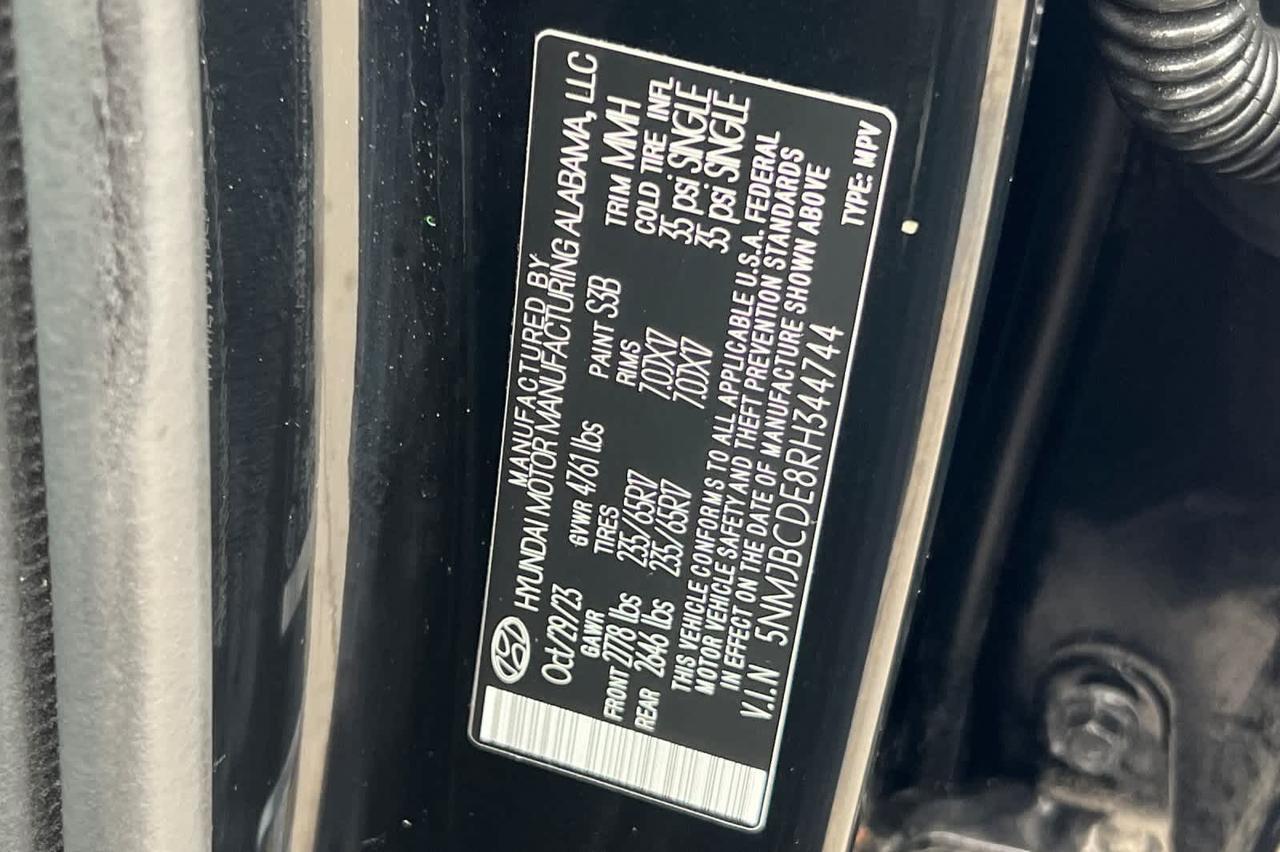 MANUFACTURED BY
HYUNDAI MOTOR MANUFACTURING ALABAMA, LLC
Oct/29/23 GVWR 4761 lbs PAINT S3B TRIM MMH
GAWR TIRES RIMS COLD TIRE INFL
FRONT 2778 lbs 235/65R17 7.0JX17 35 psi SINGLE
REAR 2646 lbs 235/65R17 7.0JX17 35 psi SINGLE
THIS VEHICLE CONFORMS TO ALL APPLICABLE U.S.A. FEDERAL
MOTOR VEHICLE SAFETY AND THEFT PREVENTION STANDARDS
IN EFFECT ON THE DATE OF MANUFACTURE SHOWN ABOVE
V.I.N 5NMJBCDE8RH344744 TYPE: MPV